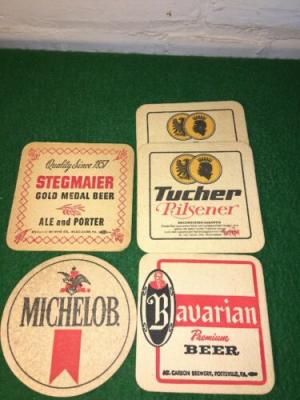 Quality Since 1857
STEGMAIER
GOLD MEDAL BEER
ALE and PORTER
Tucher
Pilsener
MICHELOB
Bavarian
Premium
BEER
MT. CARBON BREWERY, POTTSVILLE, PA.